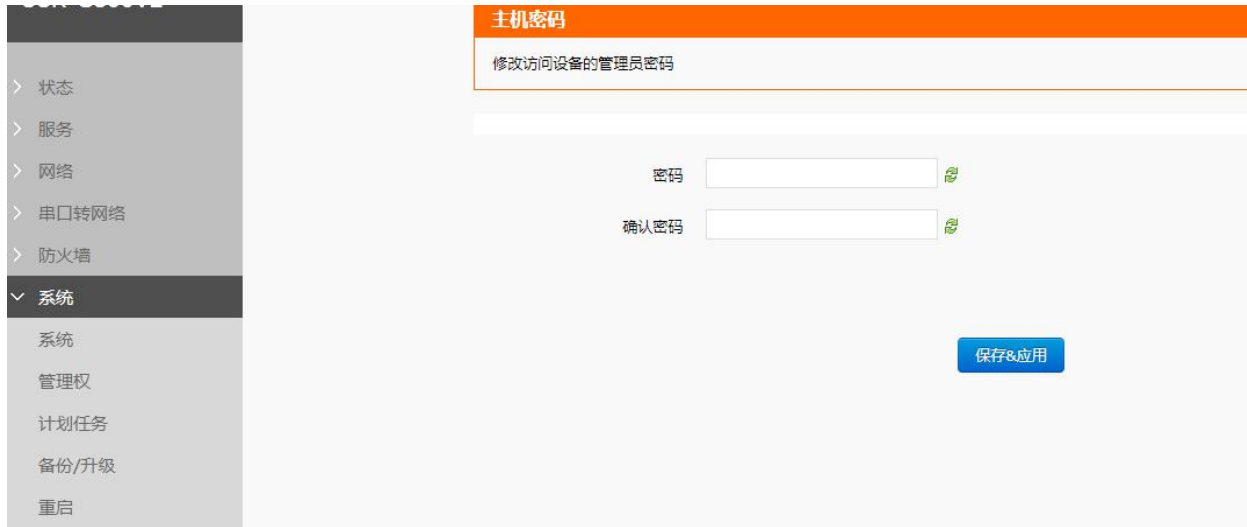 主机密码
修改访问设备的管理员密码
状态
服务
网络
串口转网络
防火墙
系统
系统
管理权
计划任务
备份/升级
重启
密码
确认密码
保存&应用